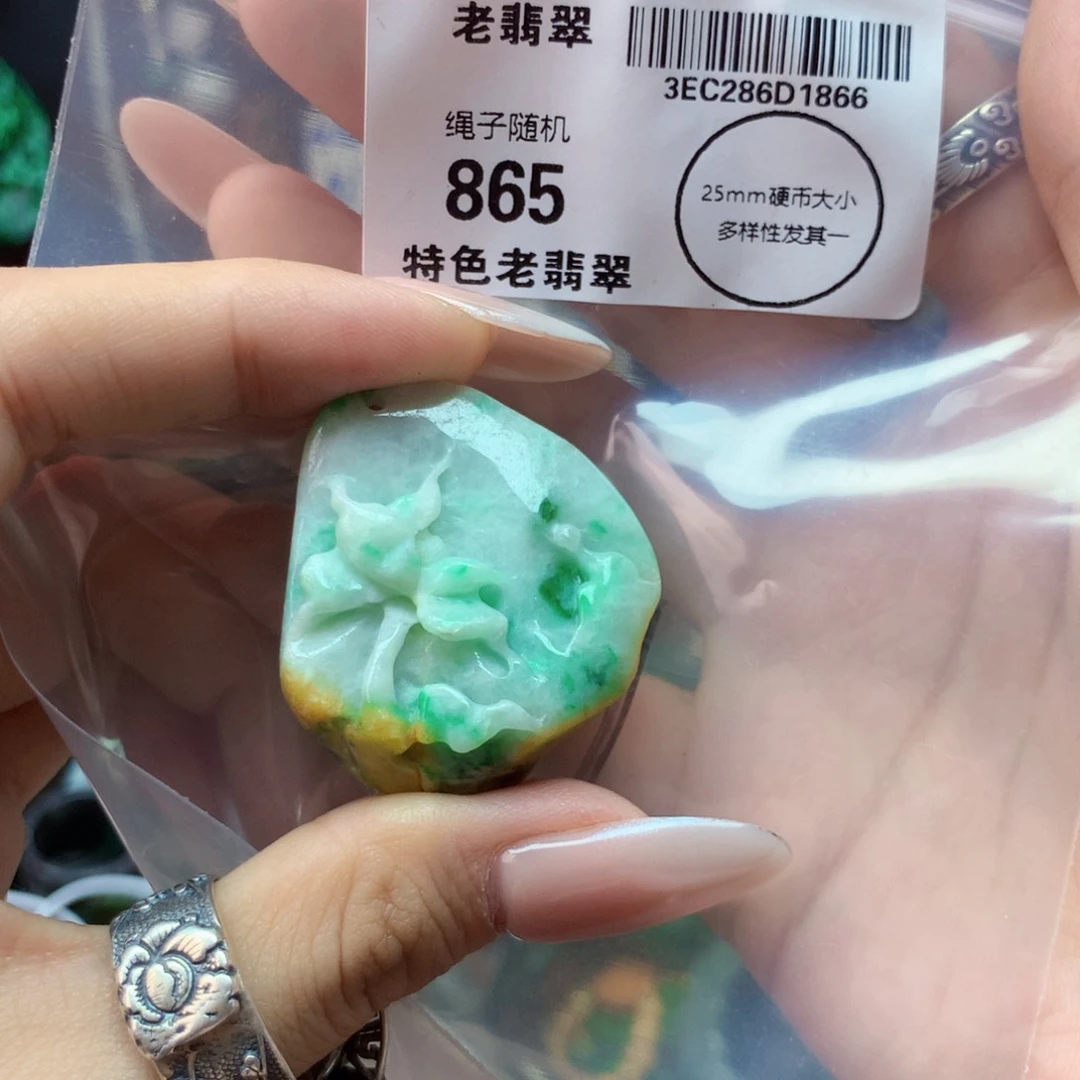 老翡翠
3EC286D1866
绳子随机
865
特色老翡翠
25mm硬币大小
多样性发其一